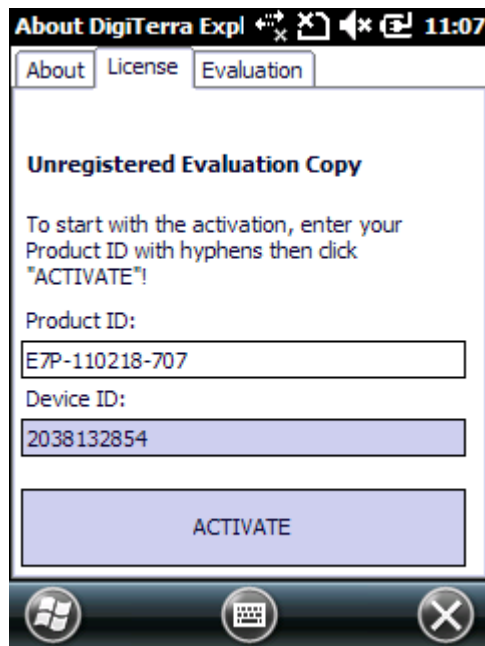 About DigiTerra Expl 11:07
About License Evaluation
Unregistered Evaluation Copy
To start with the activation, enter your
Product ID with hyphens then click
"ACTIVATE"!
Product ID:
E7P-110218-707
Device ID:
2038132854
ACTIVATE